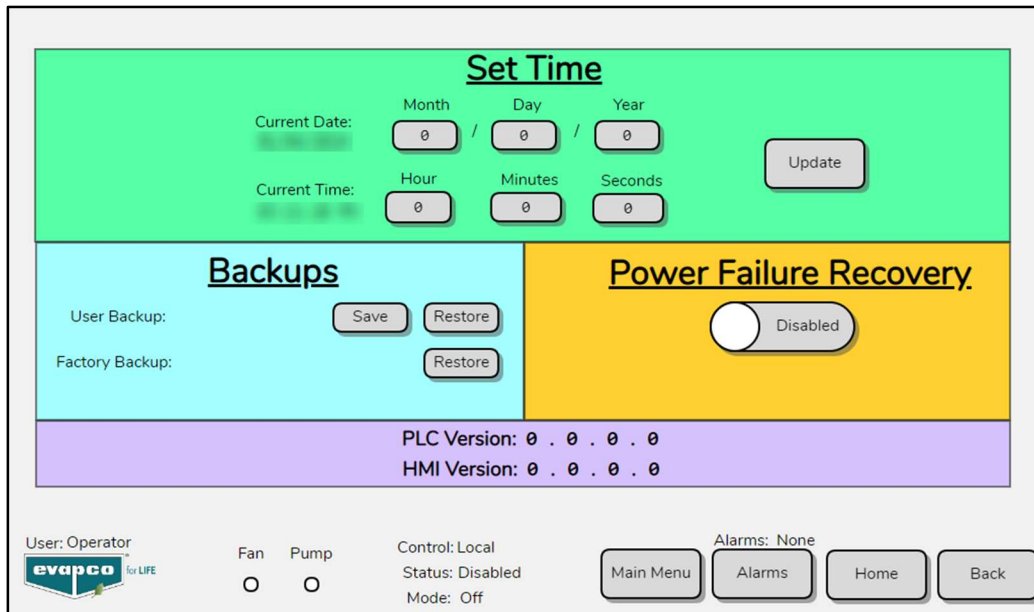 Set Time
Month Day Year
Current Date: 0 / 0 / 0
Update
Hour Minutes Seconds
Current Time: 0 0 0
Backups
User Backup: Save Restore
Factory Backup: Restore
Power Failure Recovery
Disabled
PLC Version: 0 . 0 . 0 . 0
HMI Version: 0 . 0 . 0 . 0
User: Operator
evapco for LIFE
Fan Pump
Control: Local
Status: Disabled
Mode: Off
Alarms: None
Main Menu Alarms Home Back